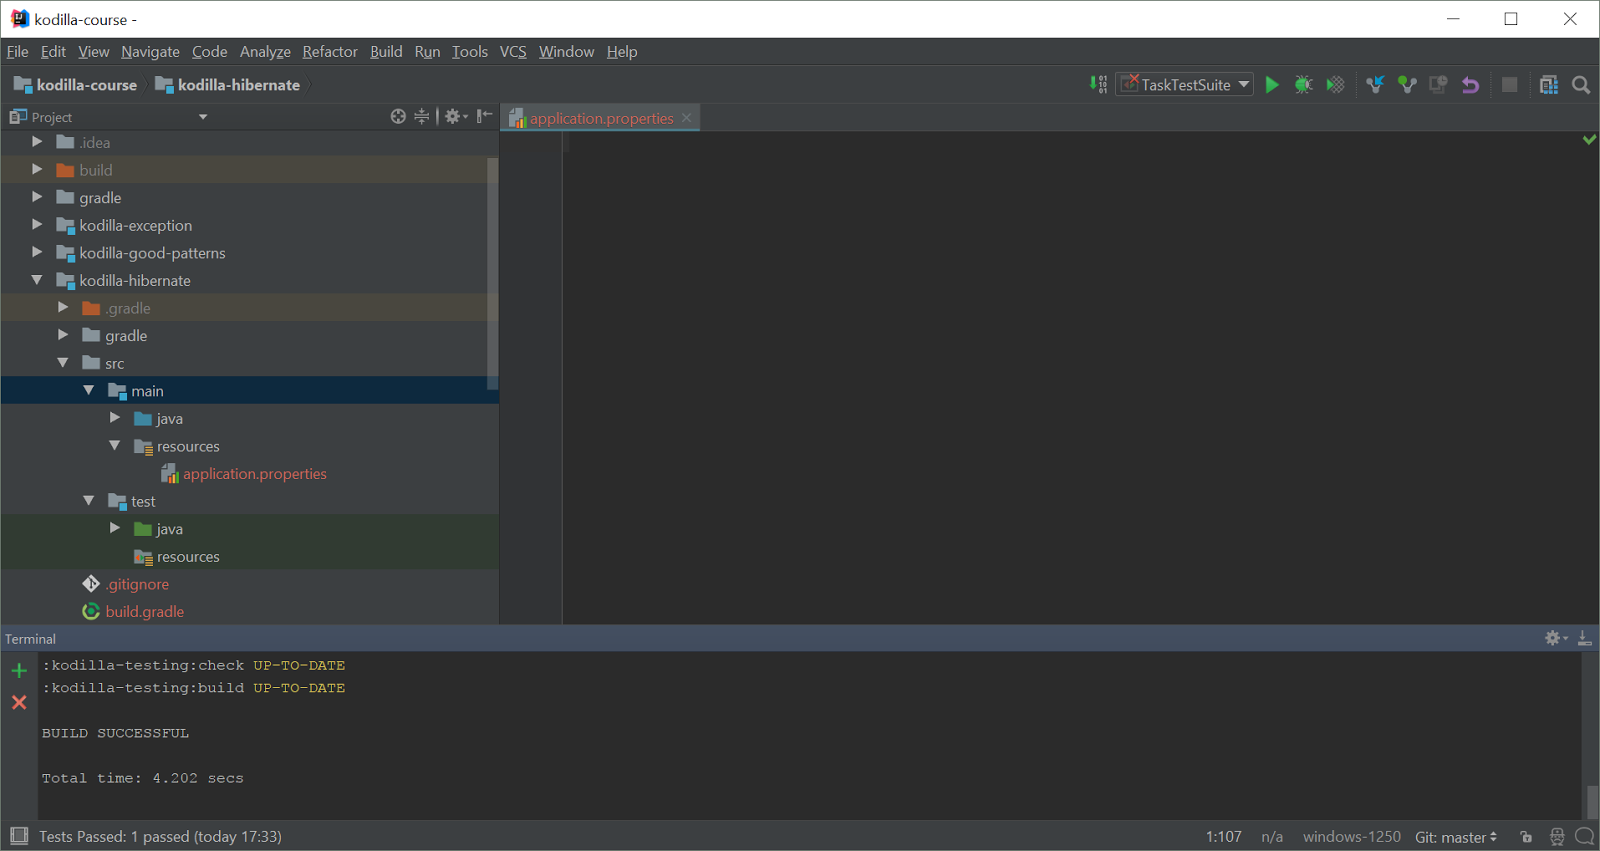 kodilla-course -
File Edit View Navigate Code Analyze Refactor Build Run Tools VCS Window Help
kodilla-course kodilla-hibernate TaskTestSuite
Project
application.properties
.idea
build
gradle
kodilla-exception
kodilla-good-patterns
kodilla-hibernate
.gradle
gradle
src
main
java
resources
application.properties
test
java
resources
.gitignore
build.gradle
Terminal
:kodilla-testing:check UP-TO-DATE
:kodilla-testing:build UP-TO-DATE
BUILD SUCCESSFUL
Total time: 4.202 secs
Tests Passed: 1 passed (today 17:33) 1:107 n/a windows-1250 Git: master